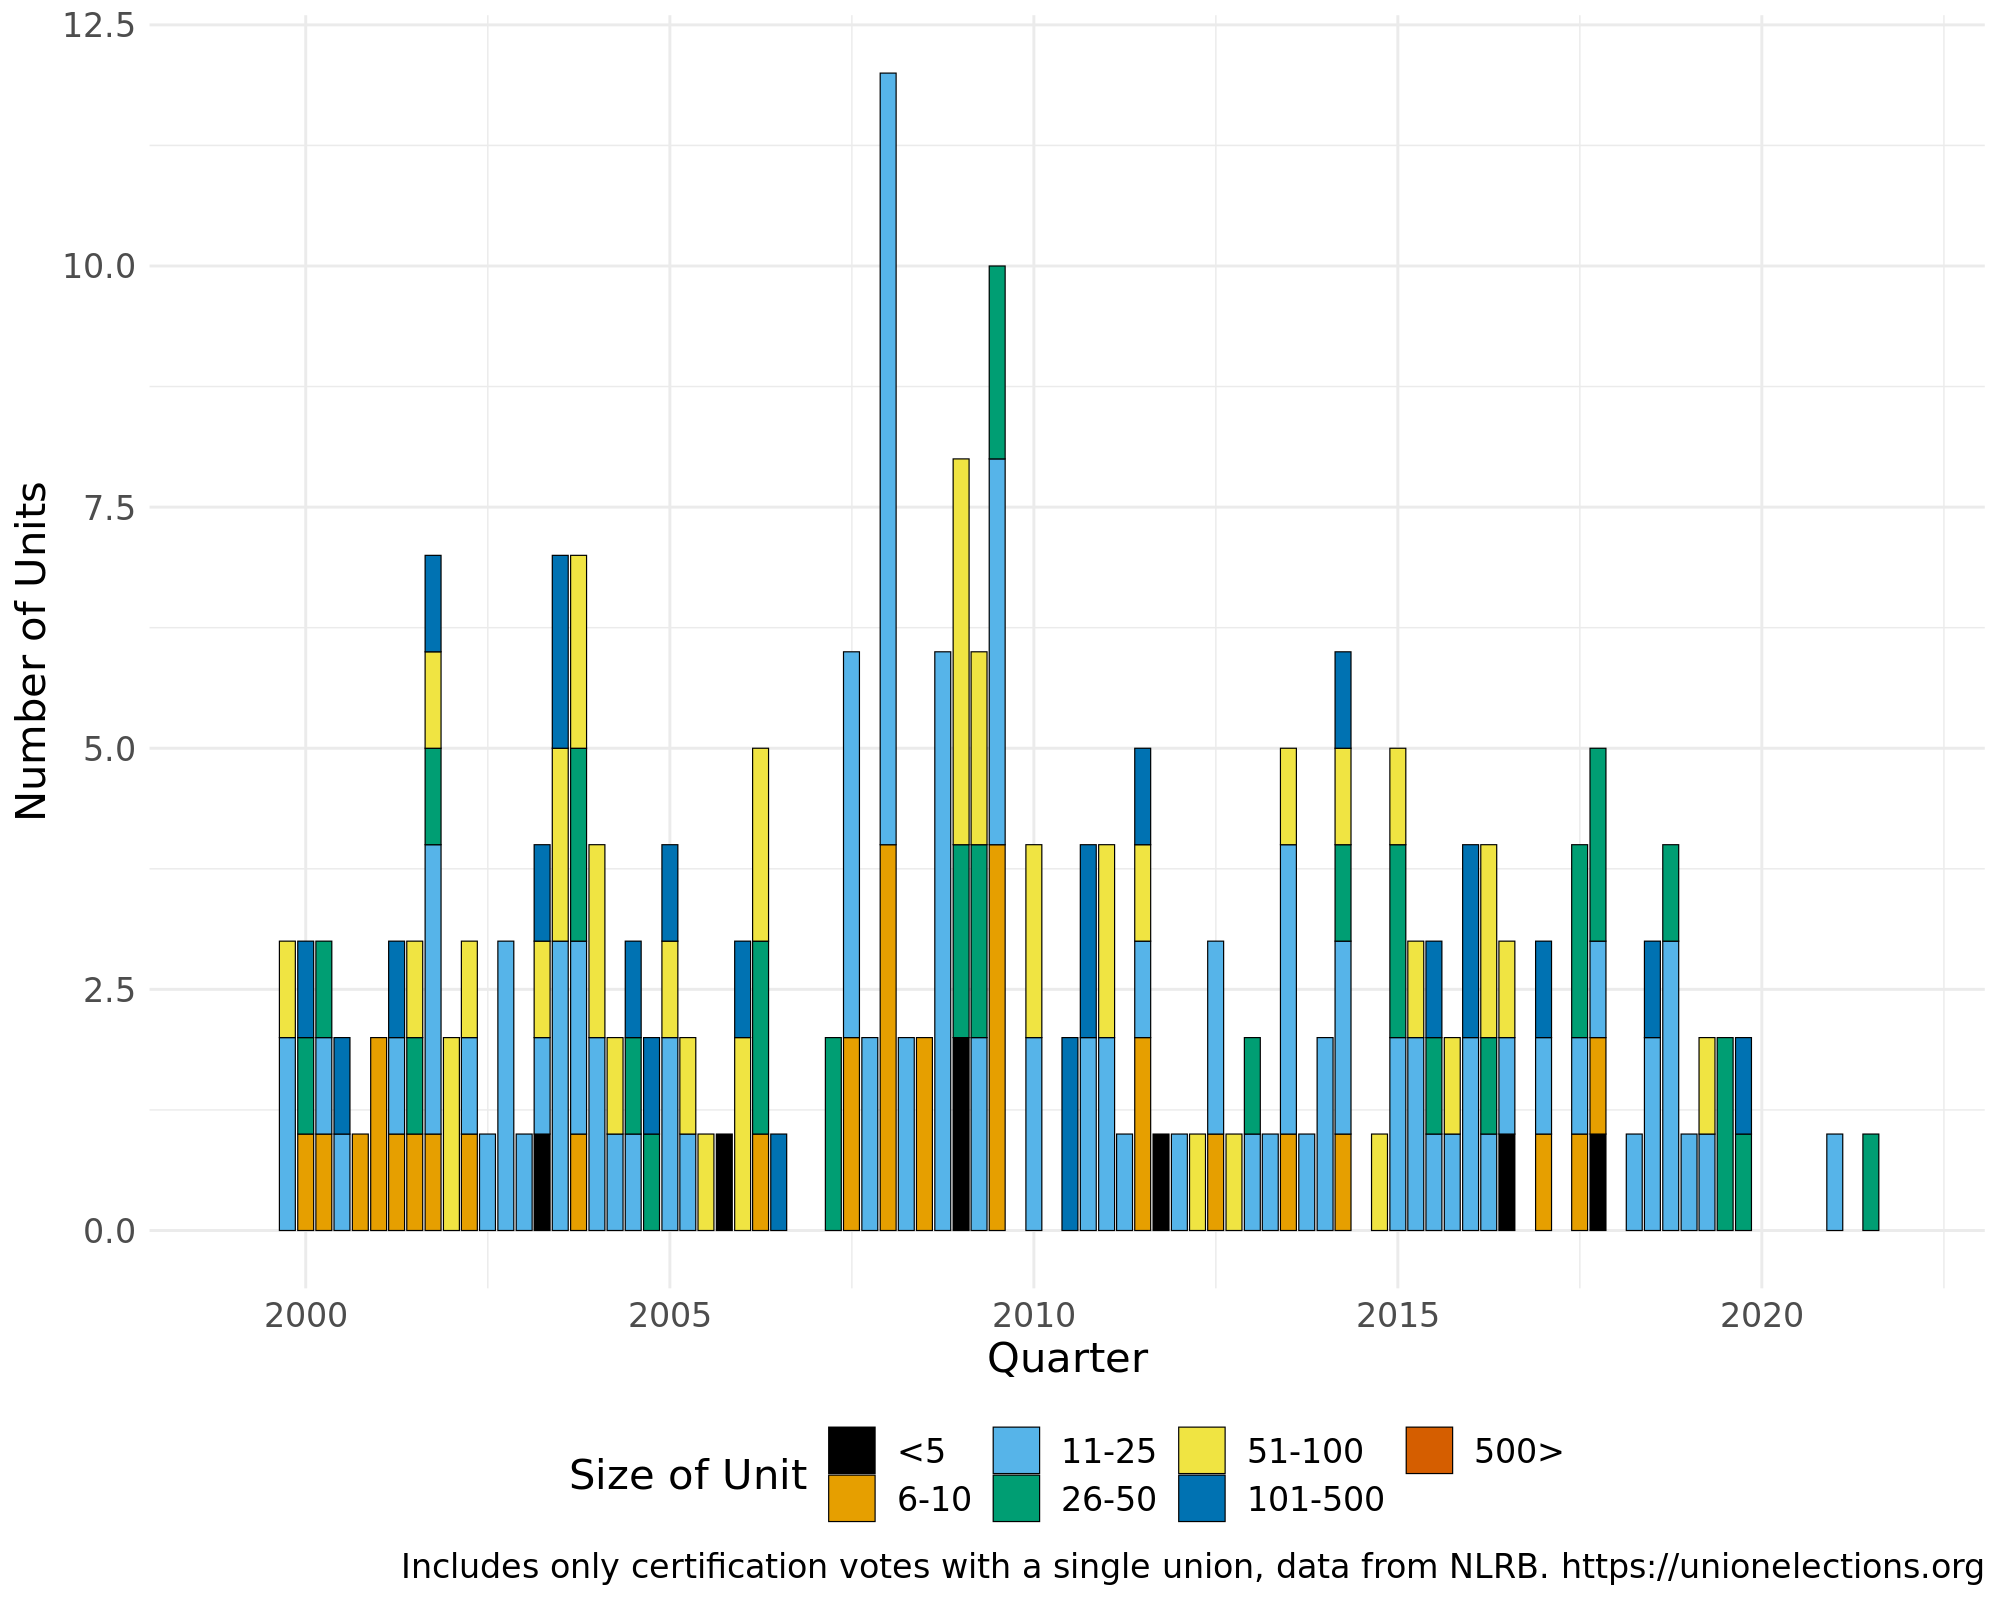 12.5
10.0
7.5
5.0
2.5
0.0
Number of Units
2000 2005 2010 2015 2020
Quarter
Size of Unit
<5 11-25 51-100 500>
6-10 26-50 101-500
Includes only certification votes with a single union, data from NLRB. https://unionelections.org